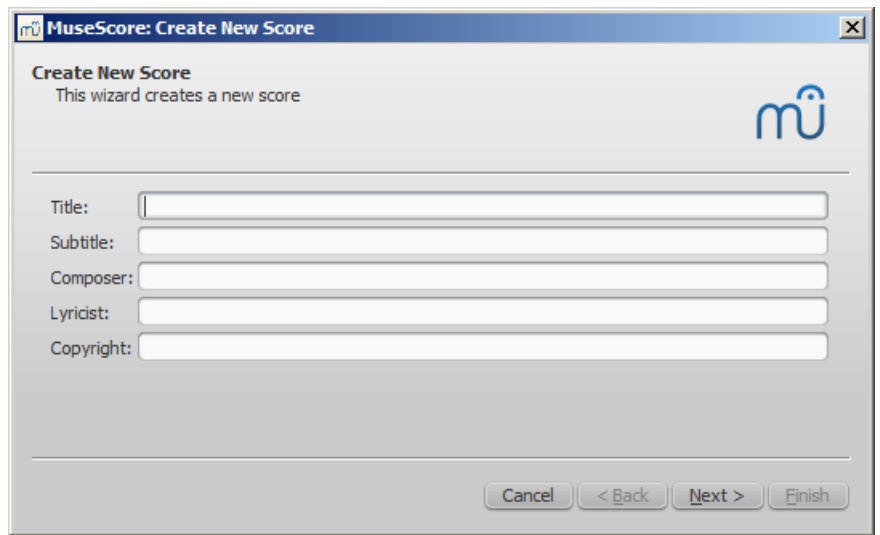 MuseScore: Create New Score
Create New Score
This wizard creates a new score
Title:
Subtitle:
Composer:
Lyricist:
Copyright:
Cancel < Back Next > Finish